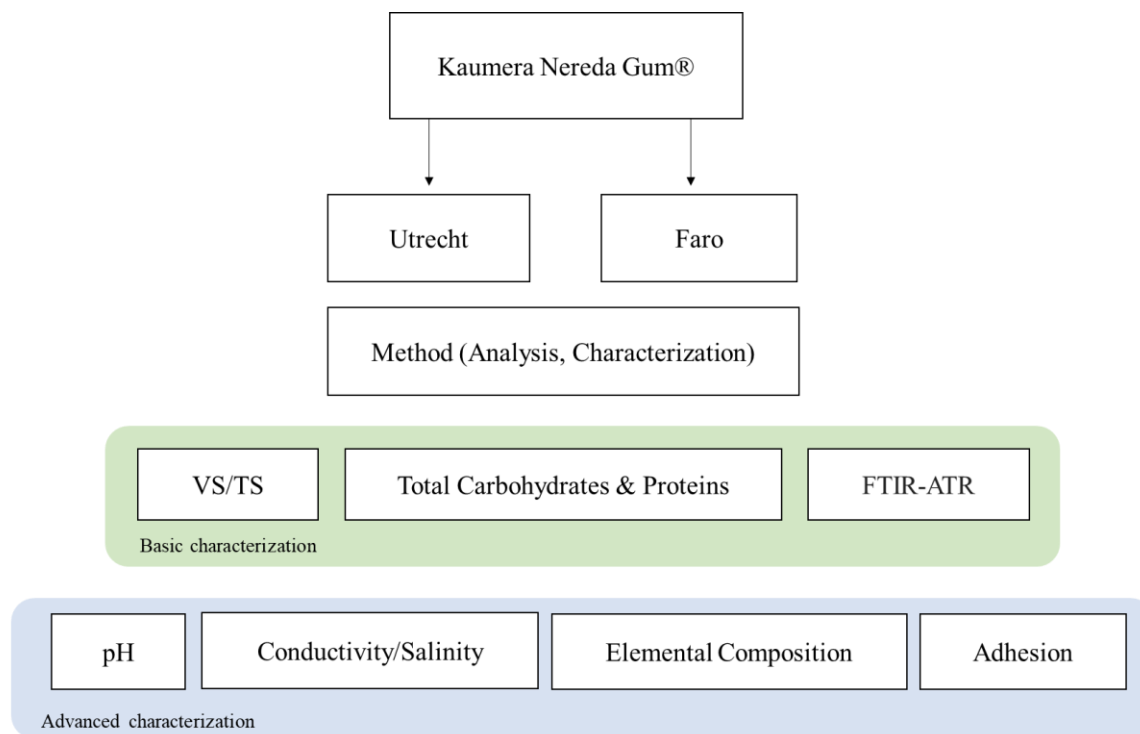 Kaumera Nereda Gum®
Utrecht
Faro
Method (Analysis, Characterization)
VS/TS
Total Carbohydrates & Proteins
FTIR-ATR
Basic characterization
pH
Conductivity/Salinity
Elemental Composition
Adhesion
Advanced characterization